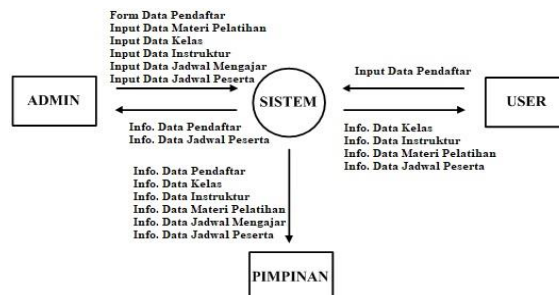 Form Data Pendaftar
Input Data Materi Pelatihan
Input Data Kelas
Input Data Instruktur
Input Data Jadwal Mengajar
Input Data Jadwal Peserta
ADMIN
SISTEM
Input Data Pendaftar
USER
Info. Data Pendaftar
Info. Data Jadwal Peserta
Info. Data Kelas
Info. Data Instruktur
Info. Data Materi Pelatihan
Info. Data Jadwal Peserta
Info. Data Pendaftar
Info. Data Kelas
Info. Data Instruktur
Info. Data Materi Pelatihan
Info. Data Jadwal Mengajar
Info. Data Jadwal Peserta
PIMPINAN